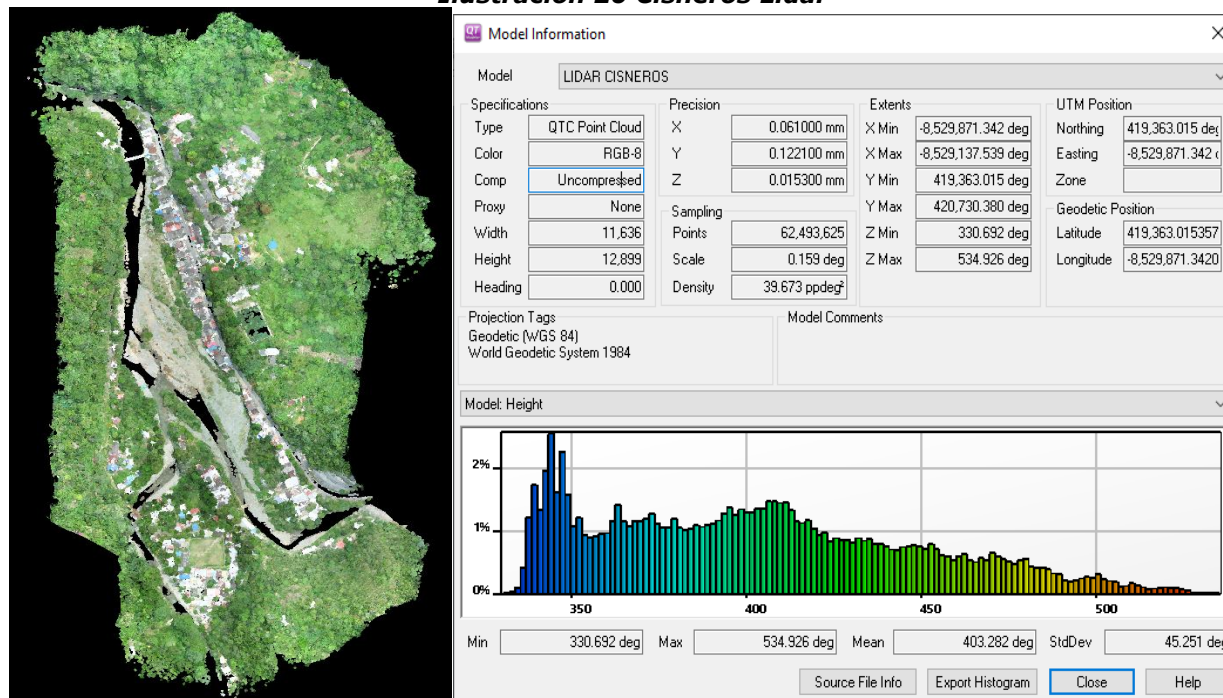 Ilustración 20 Cisneros Lidar
QT Model Information
Model LIDAR CISNEROS
Specifications Precision Extents UTM Position
Type QTC Point Cloud X 0.061000 mm X Min -8,529,871.342 deg Northing 419,363.015 deg
Color RGB-8 Y 0.122100 mm X Max -8,529,137.539 deg Easting -8,529,871.342
Comp Uncompressed Z 0.015300 mm Y Min 419,363.015 deg Zone
Proxy None Sampling Y Max 420,730.380 deg Geodetic Position
Width 11,636 Points 62,493,625 Z Min 330.692 deg Latitude 419,363.015357
Height 12,899 Scale 0.159 deg Z Max 534.926 deg Longitude -8,529,871.3420
Heading 0.000 Density 39.673 ppdeg²
Projection Tags Model Comments
Geodetic (WGS 84)
World Geodetic System 1984
Model: Height
2%
1%
0%
350 400 450 500
Min 330.692 deg Max 534.926 deg Mean 403.282 deg StdDev 45.251 deg
Source File Info Export Histogram Close Help